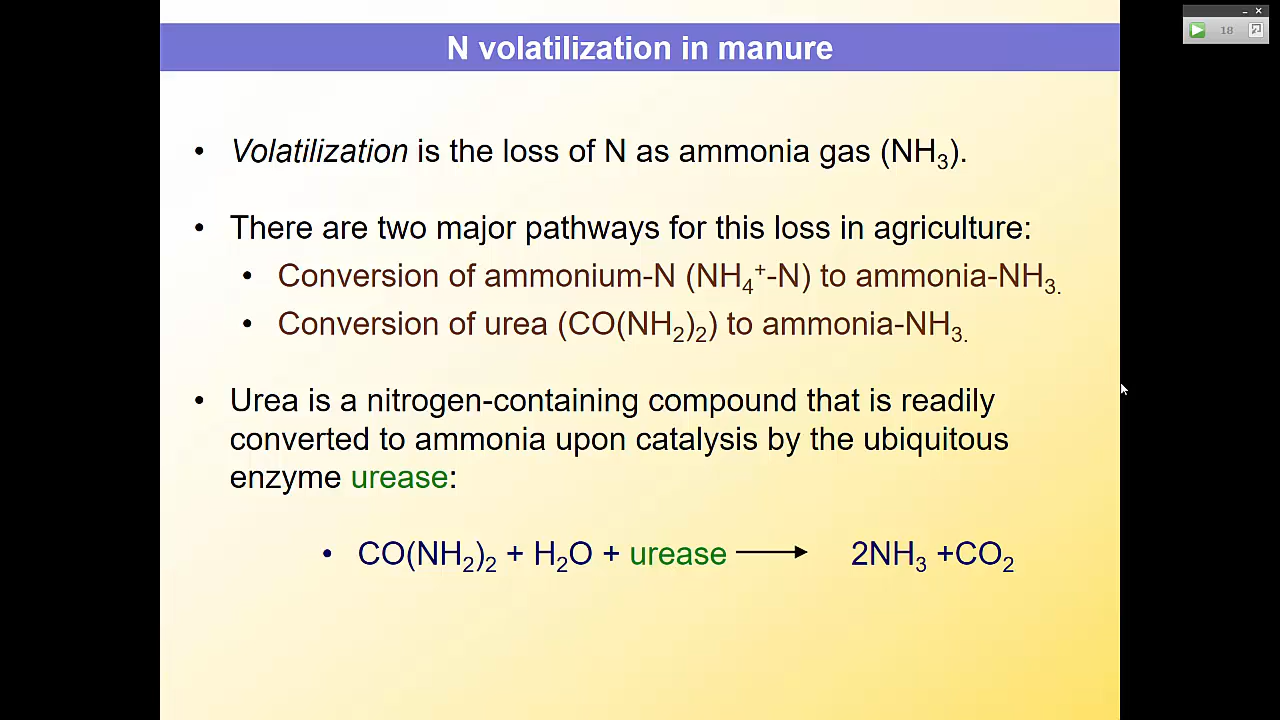 N volatilization in manure
18
• Volatilization is the loss of N as ammonia gas (NH₃).
• There are two major pathways for this loss in agriculture:
• Conversion of ammonium-N (NH₄⁺-N) to ammonia-NH₃.
• Conversion of urea (CO(NH₂)₂) to ammonia-NH₃.
• Urea is a nitrogen-containing compound that is readily
converted to ammonia upon catalysis by the ubiquitous
enzyme urease:
• CO(NH₂)₂ + H₂O + urease ⟶ 2NH₃ +CO₂